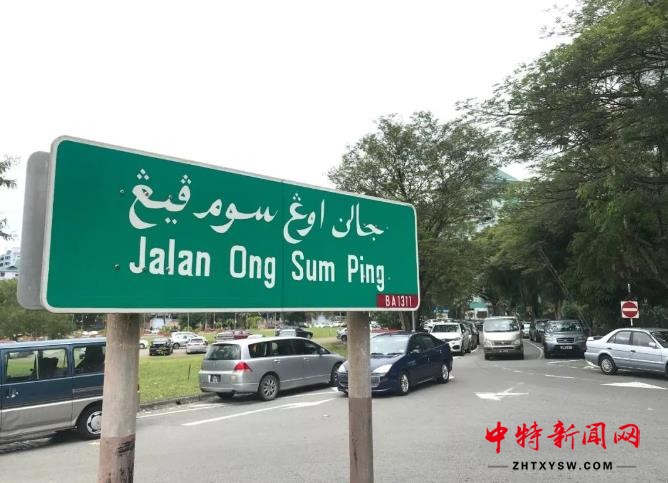 جالن اوڠ سوم ڤيڠ
Jalan Ong Sum Ping
BA1311
中特新闻网
ZHTXYSW.COM